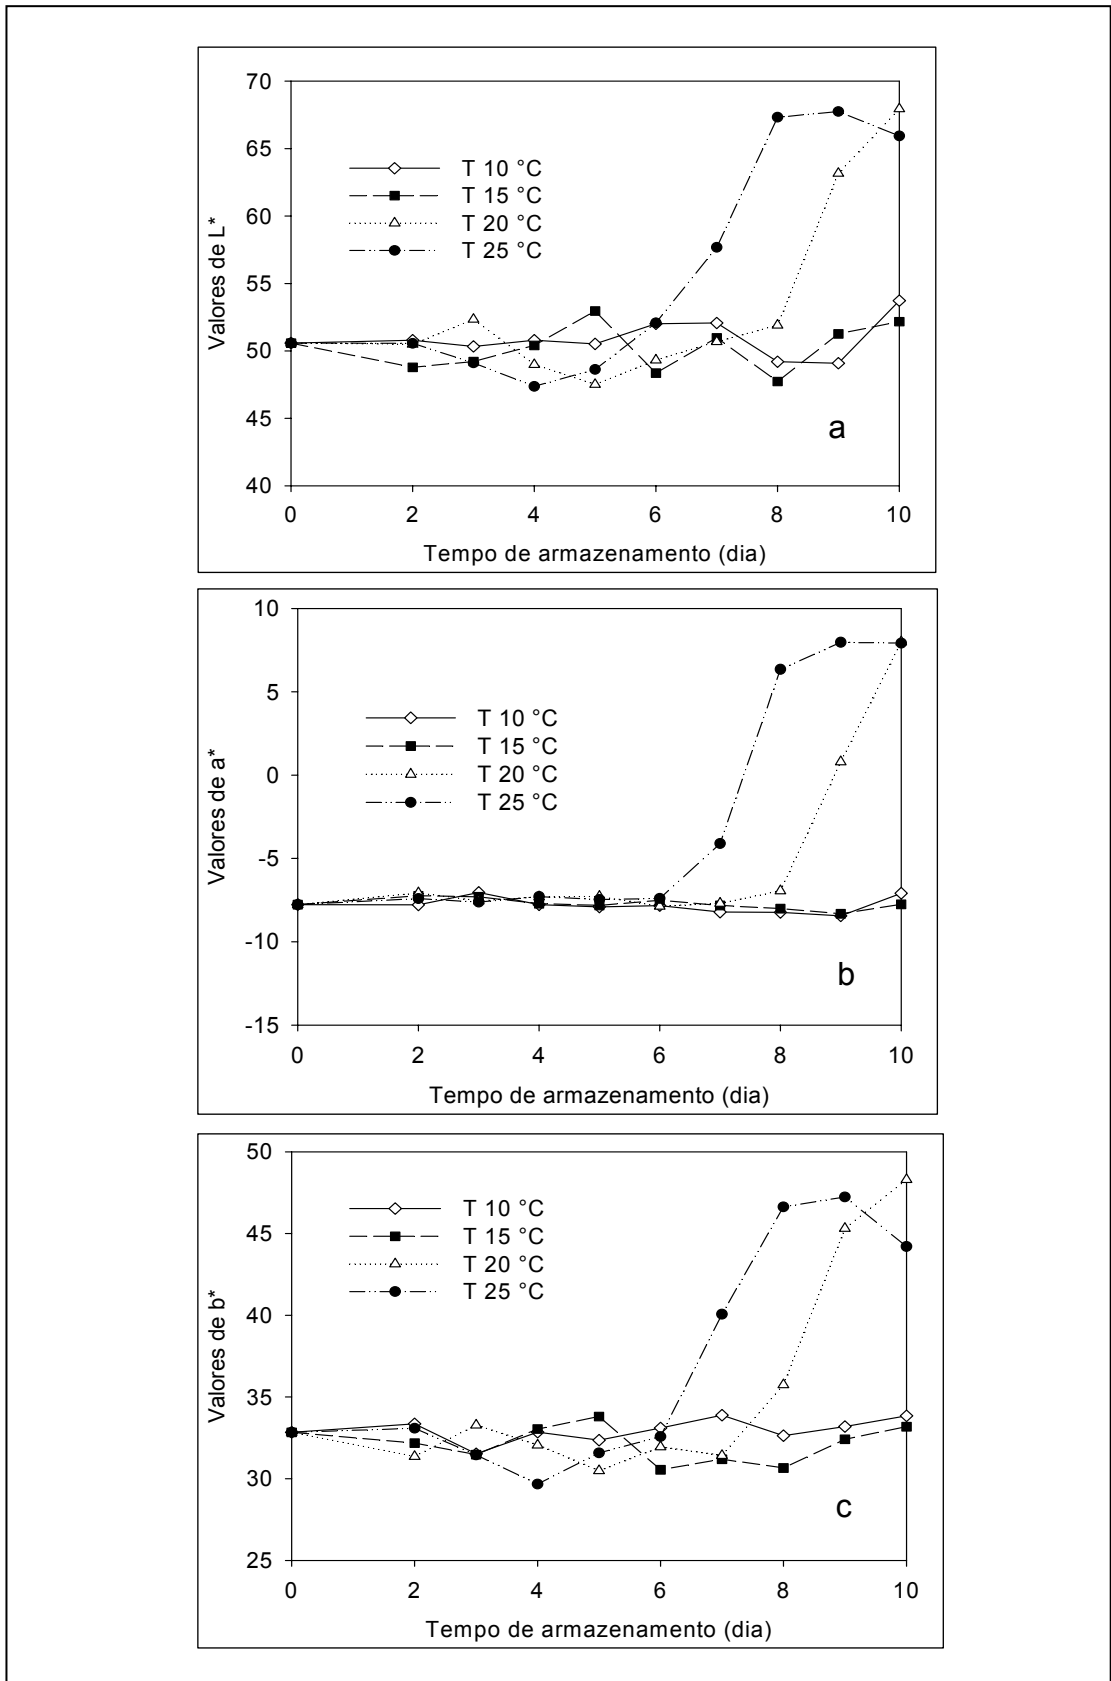 70
65
60
55
50
45
40
Valores de L*
T 10 °C
T 15 °C
T 20 °C
T 25 °C
a
0 2 4 6 8 10
Tempo de armazenamento (dia)
10
5
0
-5
-10
-15
Valores de a*
T 10 °C
T 15 °C
T 20 °C
T 25 °C
b
0 2 4 6 8 10
Tempo de armazenamento (dia)
50
45
40
35
30
25
Valores de b*
T 10 °C
T 15 °C
T 20 °C
T 25 °C
c
0 2 4 6 8 10
Tempo de armazenamento (dia)